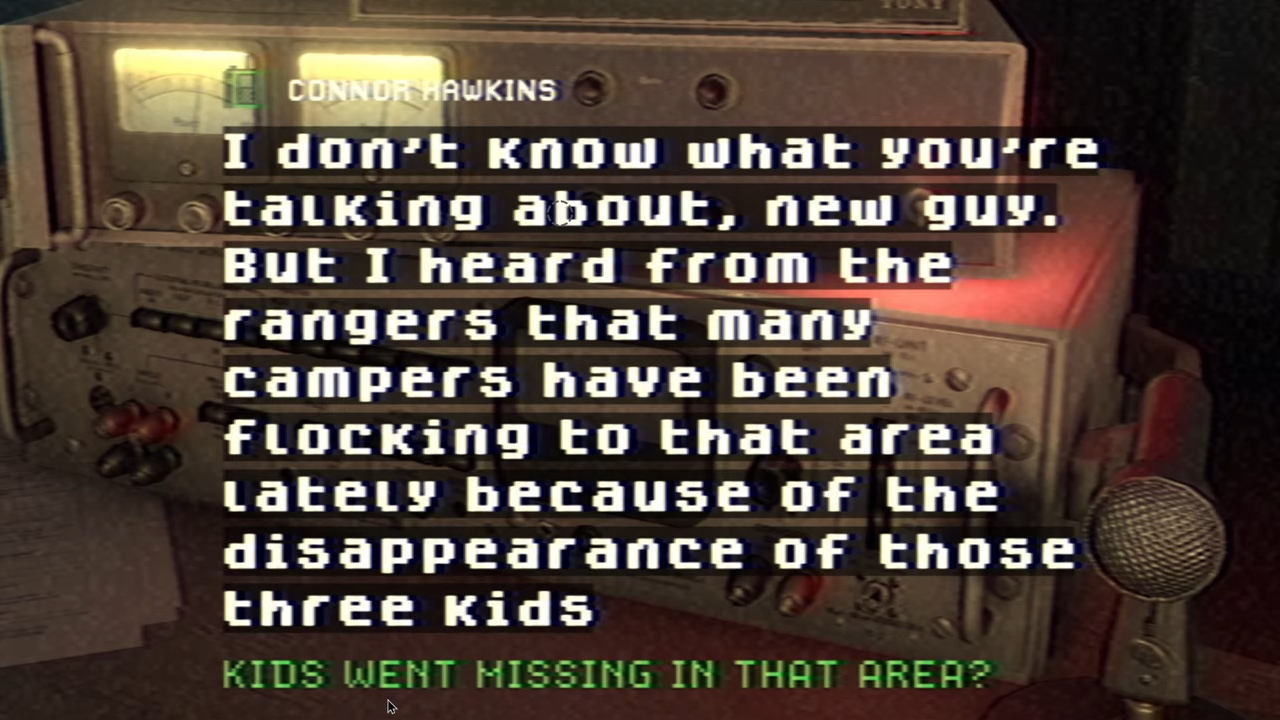 TONY
CONNOR HAWKINS
I don't know what you're
talking about, new guy.
But I heard from the
rangers that many
campers have been
flocking to that area
lately because of the
disappearance of those
three kids
KIDS WENT MISSING IN THAT AREA?